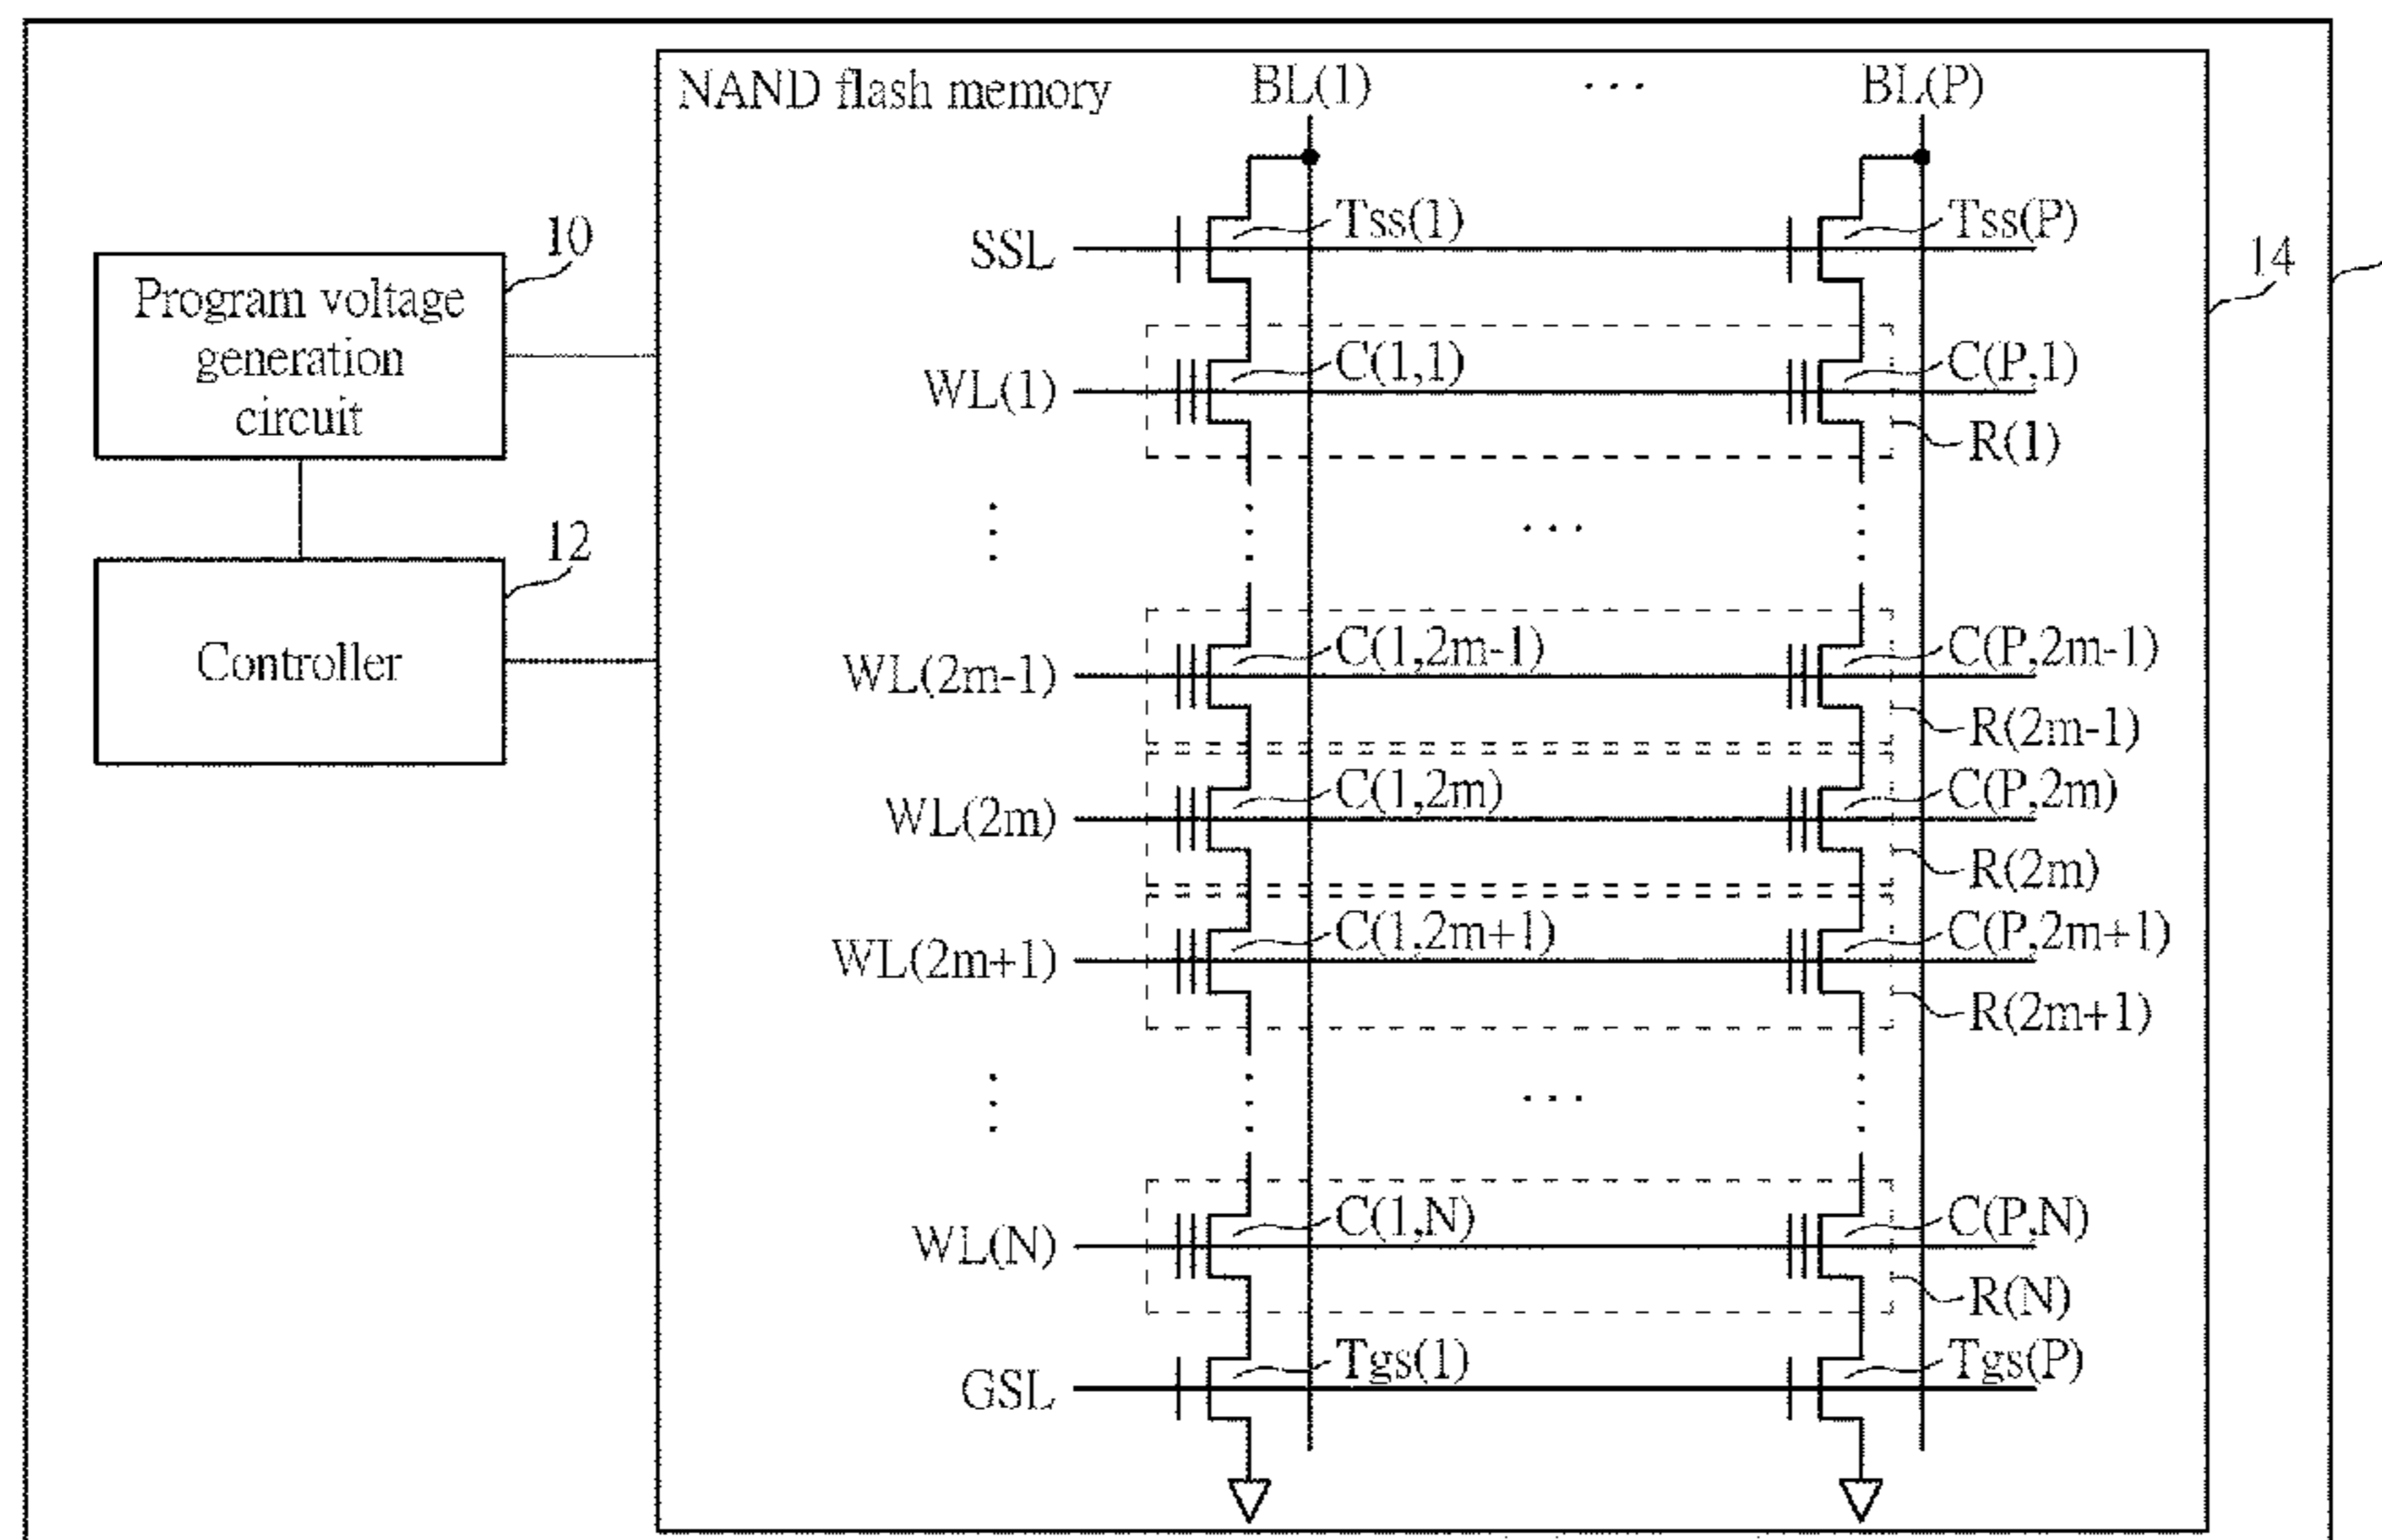 NAND flash memory
BL(1)
...
BL(P)
10
Program voltage
generation
circuit
12
Controller
14
SSL
Tss(1)
Tss(P)
WL(1)
C(1,1)
C(P,1)
R(1)
...
WL(2m-1)
C(1,2m-1)
C(P,2m-1)
R(2m-1)
WL(2m)
C(1,2m)
C(P,2m)
R(2m)
WL(2m+1)
C(1,2m+1)
C(P,2m+1)
R(2m+1)
...
WL(N)
C(1,N)
C(P,N)
R(N)
GSL
Tgs(1)
Tgs(P)